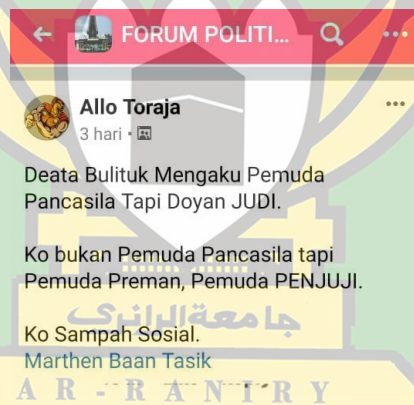 FORUM POLITI...
Allo Toraja
3 hari
Deata Bulituk Mengaku Pemuda
Pancasila Tapi Doyan JUDI.
Ko bukan Pemuda Pancasila tapi
Pemuda Preman, Pemuda PENJUJI.
Ko Sampah Sosial.
جامعة الرانري
Marthen Baan Tasik
AR-RANIRY